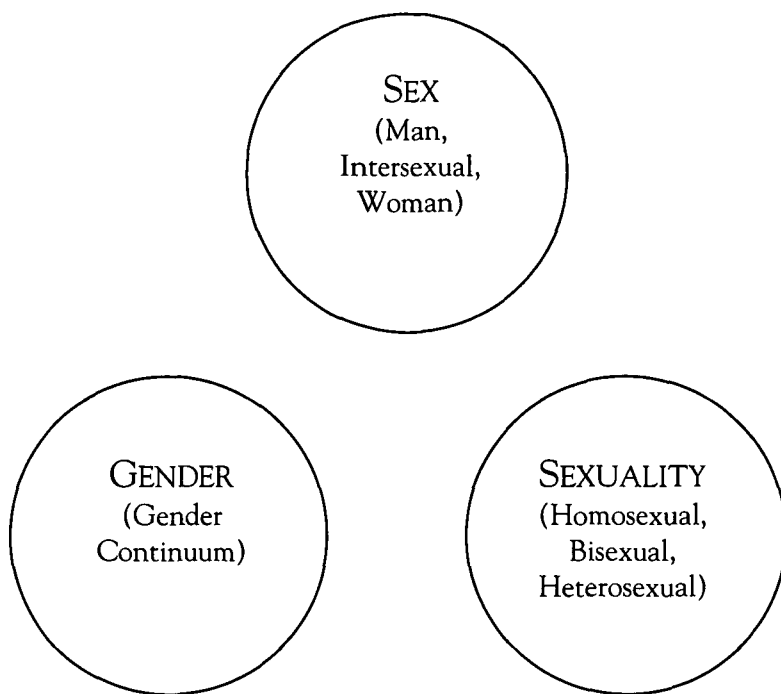 SEX
(Man,
Intersexual,
Woman)
GENDER
(Gender
Continuum)
SEXUALITY
(Homosexual,
Bisexual,
Heterosexual)